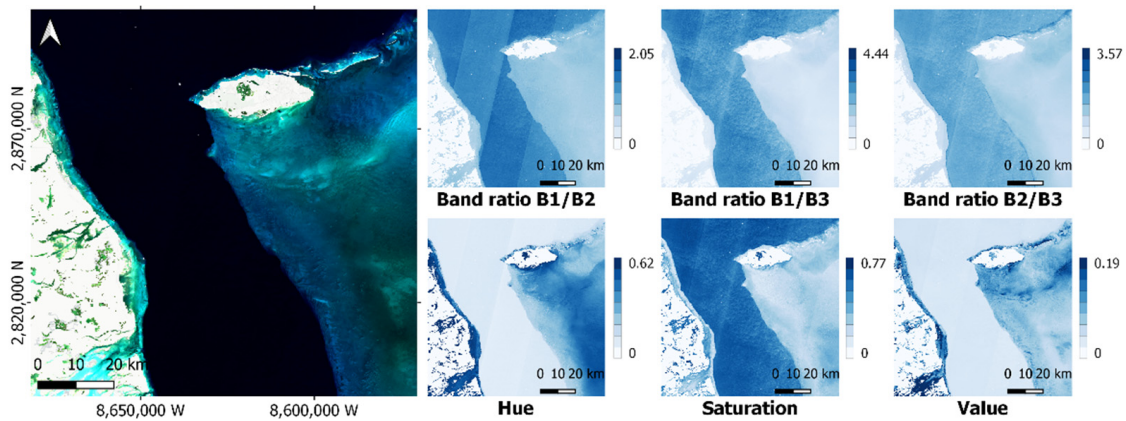 2,870,000 N
2,820,000 N
0 10 20 km
8,650,000 W 8,600,000 W
2.05
0
0 10 20 km
Band ratio B1/B2
4.44
0
0 10 20 km
Band ratio B1/B3
3.57
0
0 10 20 km
Band ratio B2/B3
0.62
0
0 10 20 km
Hue
0.77
0
0 10 20 km
Saturation
0.19
0
0 10 20 km
Value